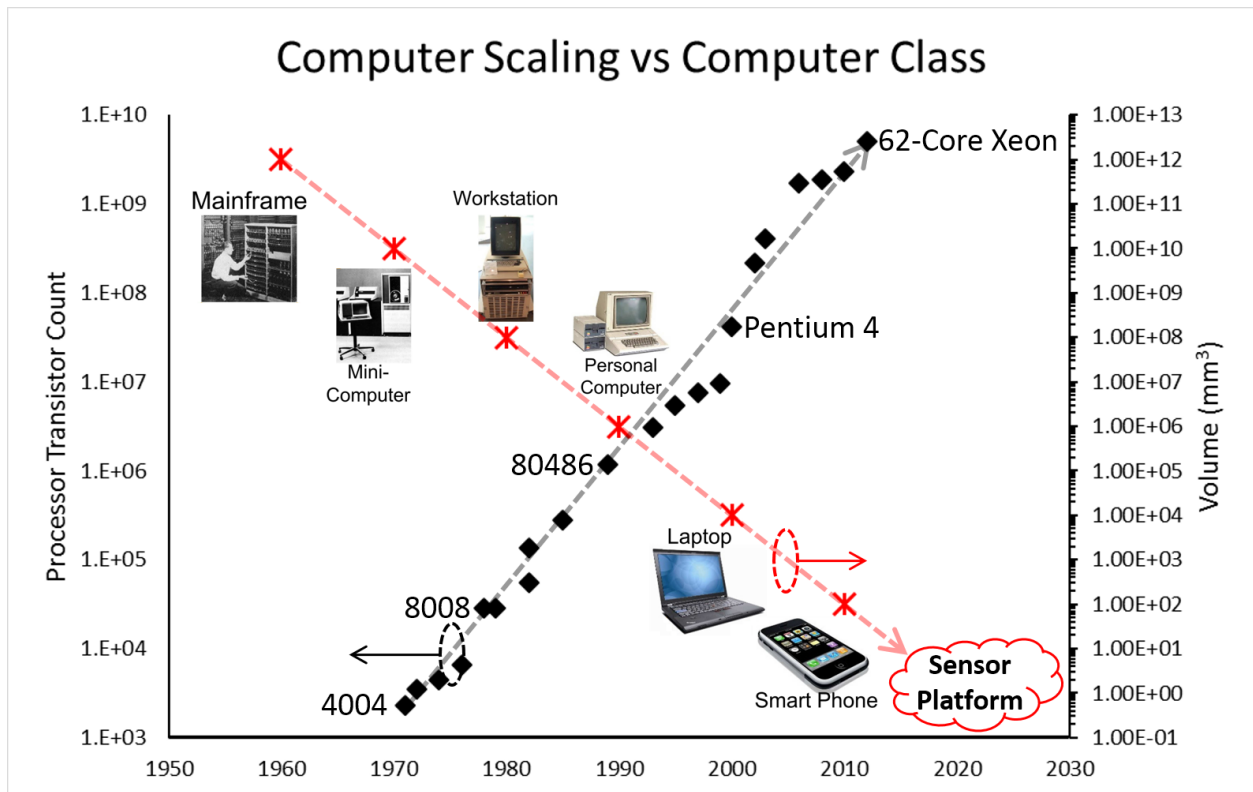 Computer Scaling vs Computer Class
1.E+10
1.E+09
1.E+08
1.E+07
1.E+06
1.E+05
1.E+04
1.E+03
Processor Transistor Count
1.00E+13
1.00E+12
1.00E+11
1.00E+10
1.00E+09
1.00E+08
1.00E+07
1.00E+06
1.00E+05
1.00E+04
1.00E+03
1.00E+02
1.00E+01
1.00E+00
1.00E-01
Volume (mm³)
Mainframe
Mini-
Computer
Workstation
Personal
Computer
Laptop
Smart Phone
Sensor
Platform
62-Core Xeon
Pentium 4
80486
8008
4004
1950
1960
1970
1980
1990
2000
2010
2020
2030